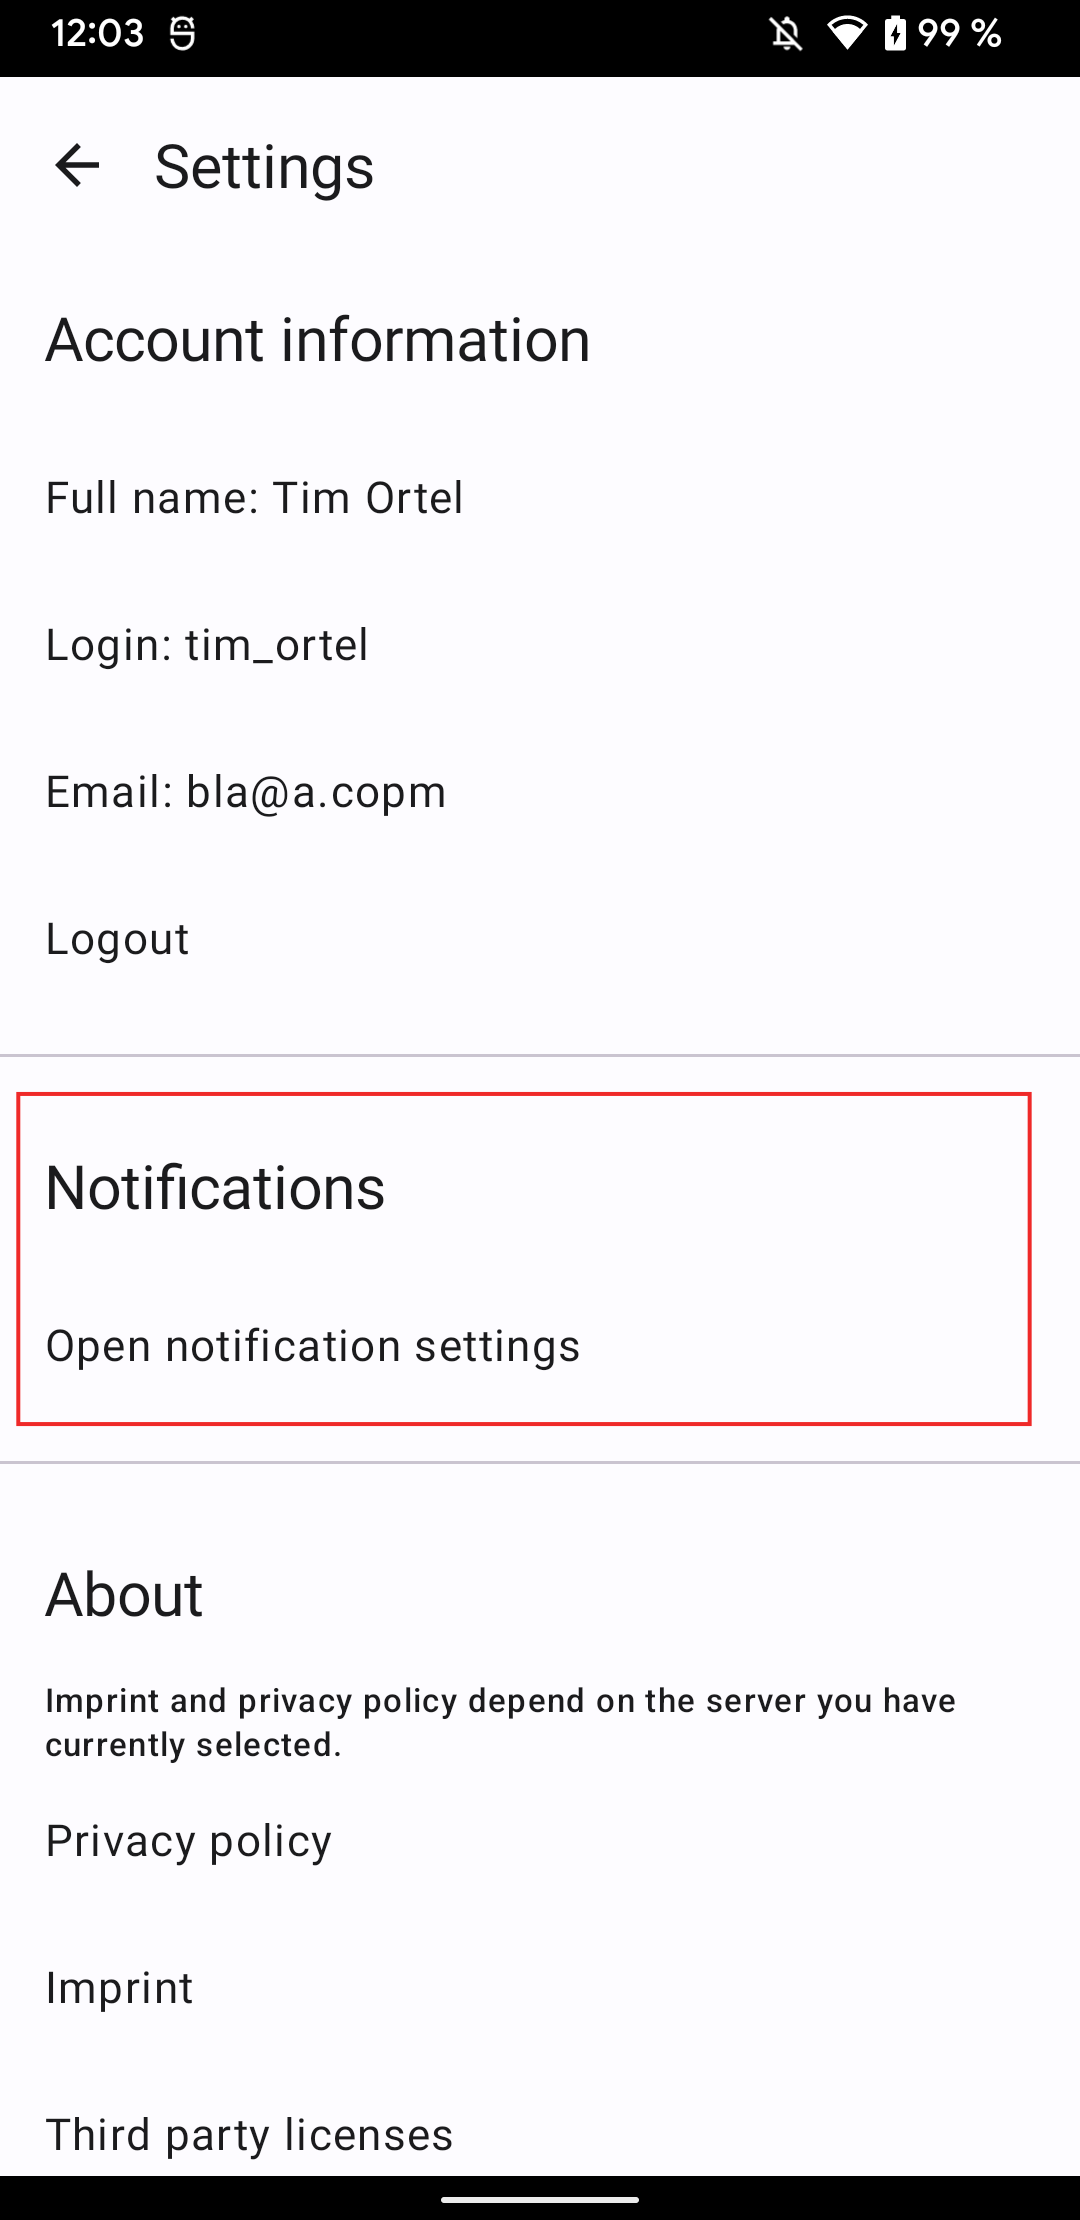 12:03 99 %
Settings
Account information
Full name: Tim Ortel
Login: tim_ortel
Email: bla@a.copm
Logout
Notifications
Open notification settings
About
Imprint and privacy policy depend on the server you have
currently selected.
Privacy policy
Imprint
Third party licenses